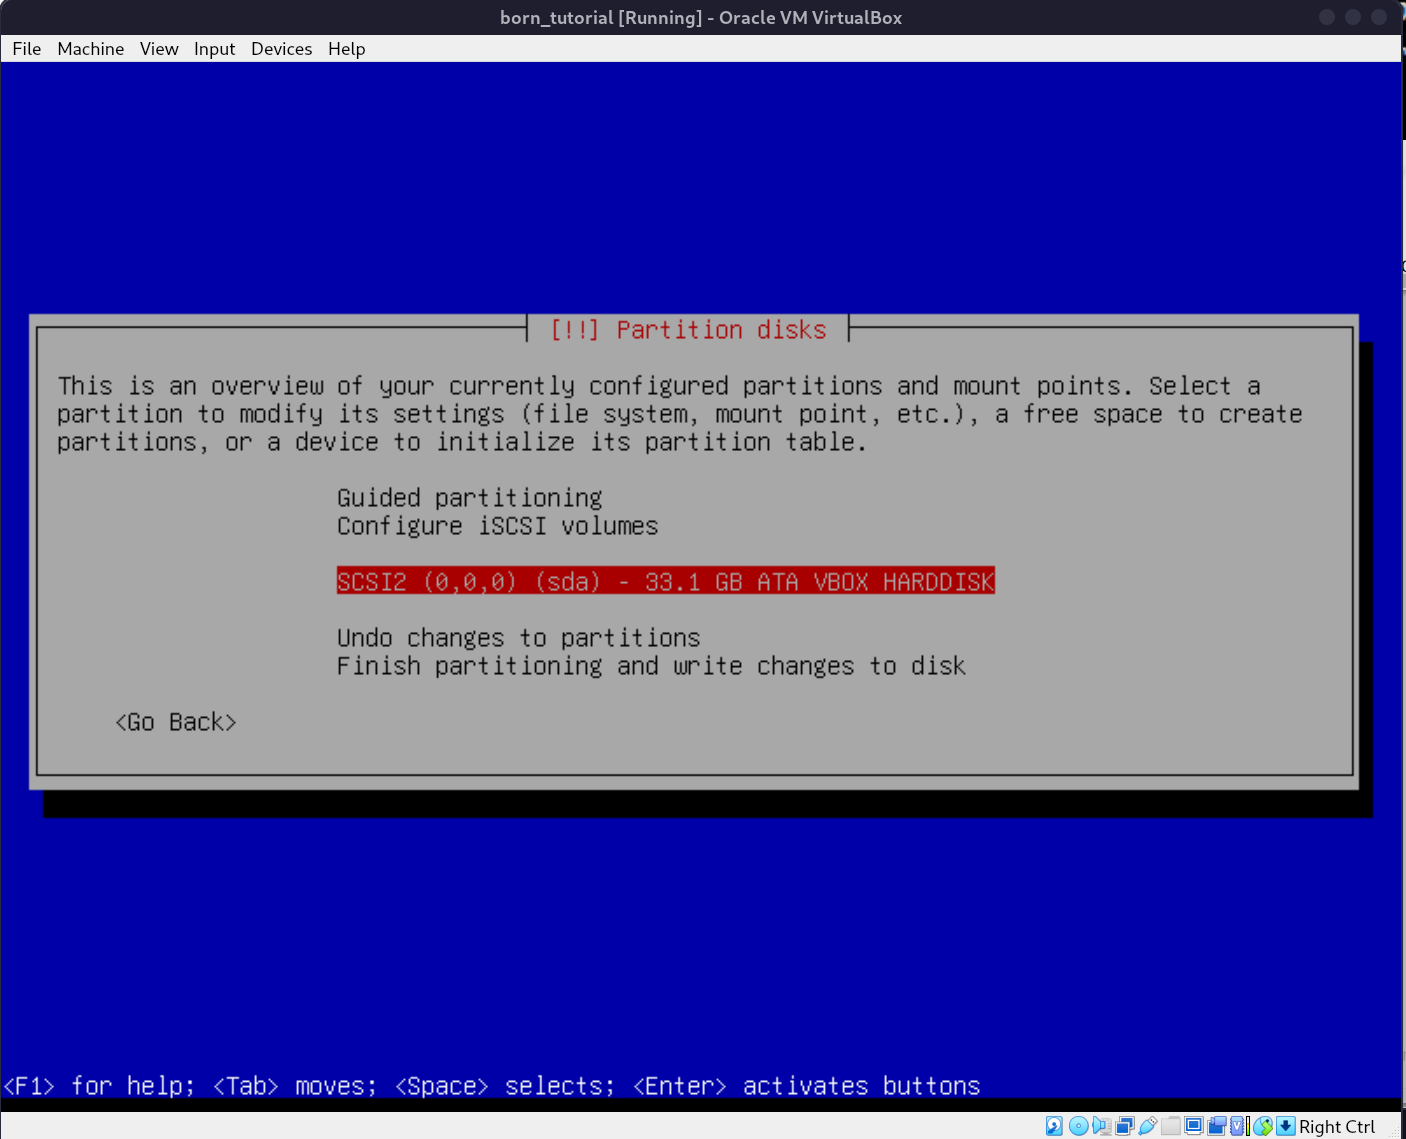 born_tutorial [Running] - Oracle VM VirtualBox
File Machine View Input Devices Help
[!!] Partition disks
This is an overview of your currently configured partitions and mount points. Select a
partition to modify its settings (file system, mount point, etc.), a free space to create
partitions, or a device to initialize its partition table.
Guided partitioning
Configure iSCSI volumes
SCSI2 (0,0,0) (sda) - 33.1 GB ATA VBOX HARDDISK
Undo changes to partitions
Finish partitioning and write changes to disk
<Go Back>
<F1> for help; <Tab> moves; <Space> selects; <Enter> activates buttons
Right Ctrl